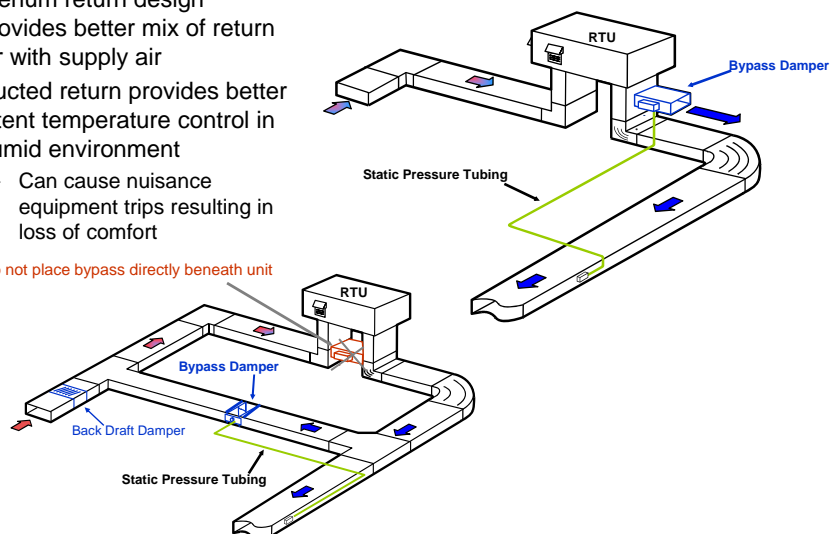 enum return design
ovides better mix of return
r with supply air
ucted return provides better
tent temperature control in
umid environment
Can cause nuisance
equipment trips resulting in
loss of comfort
not place bypass directly beneath unit
RTU
Bypass Damper
Static Pressure Tubing
RTU
Bypass Damper
Back Draft Damper
Static Pressure Tubing